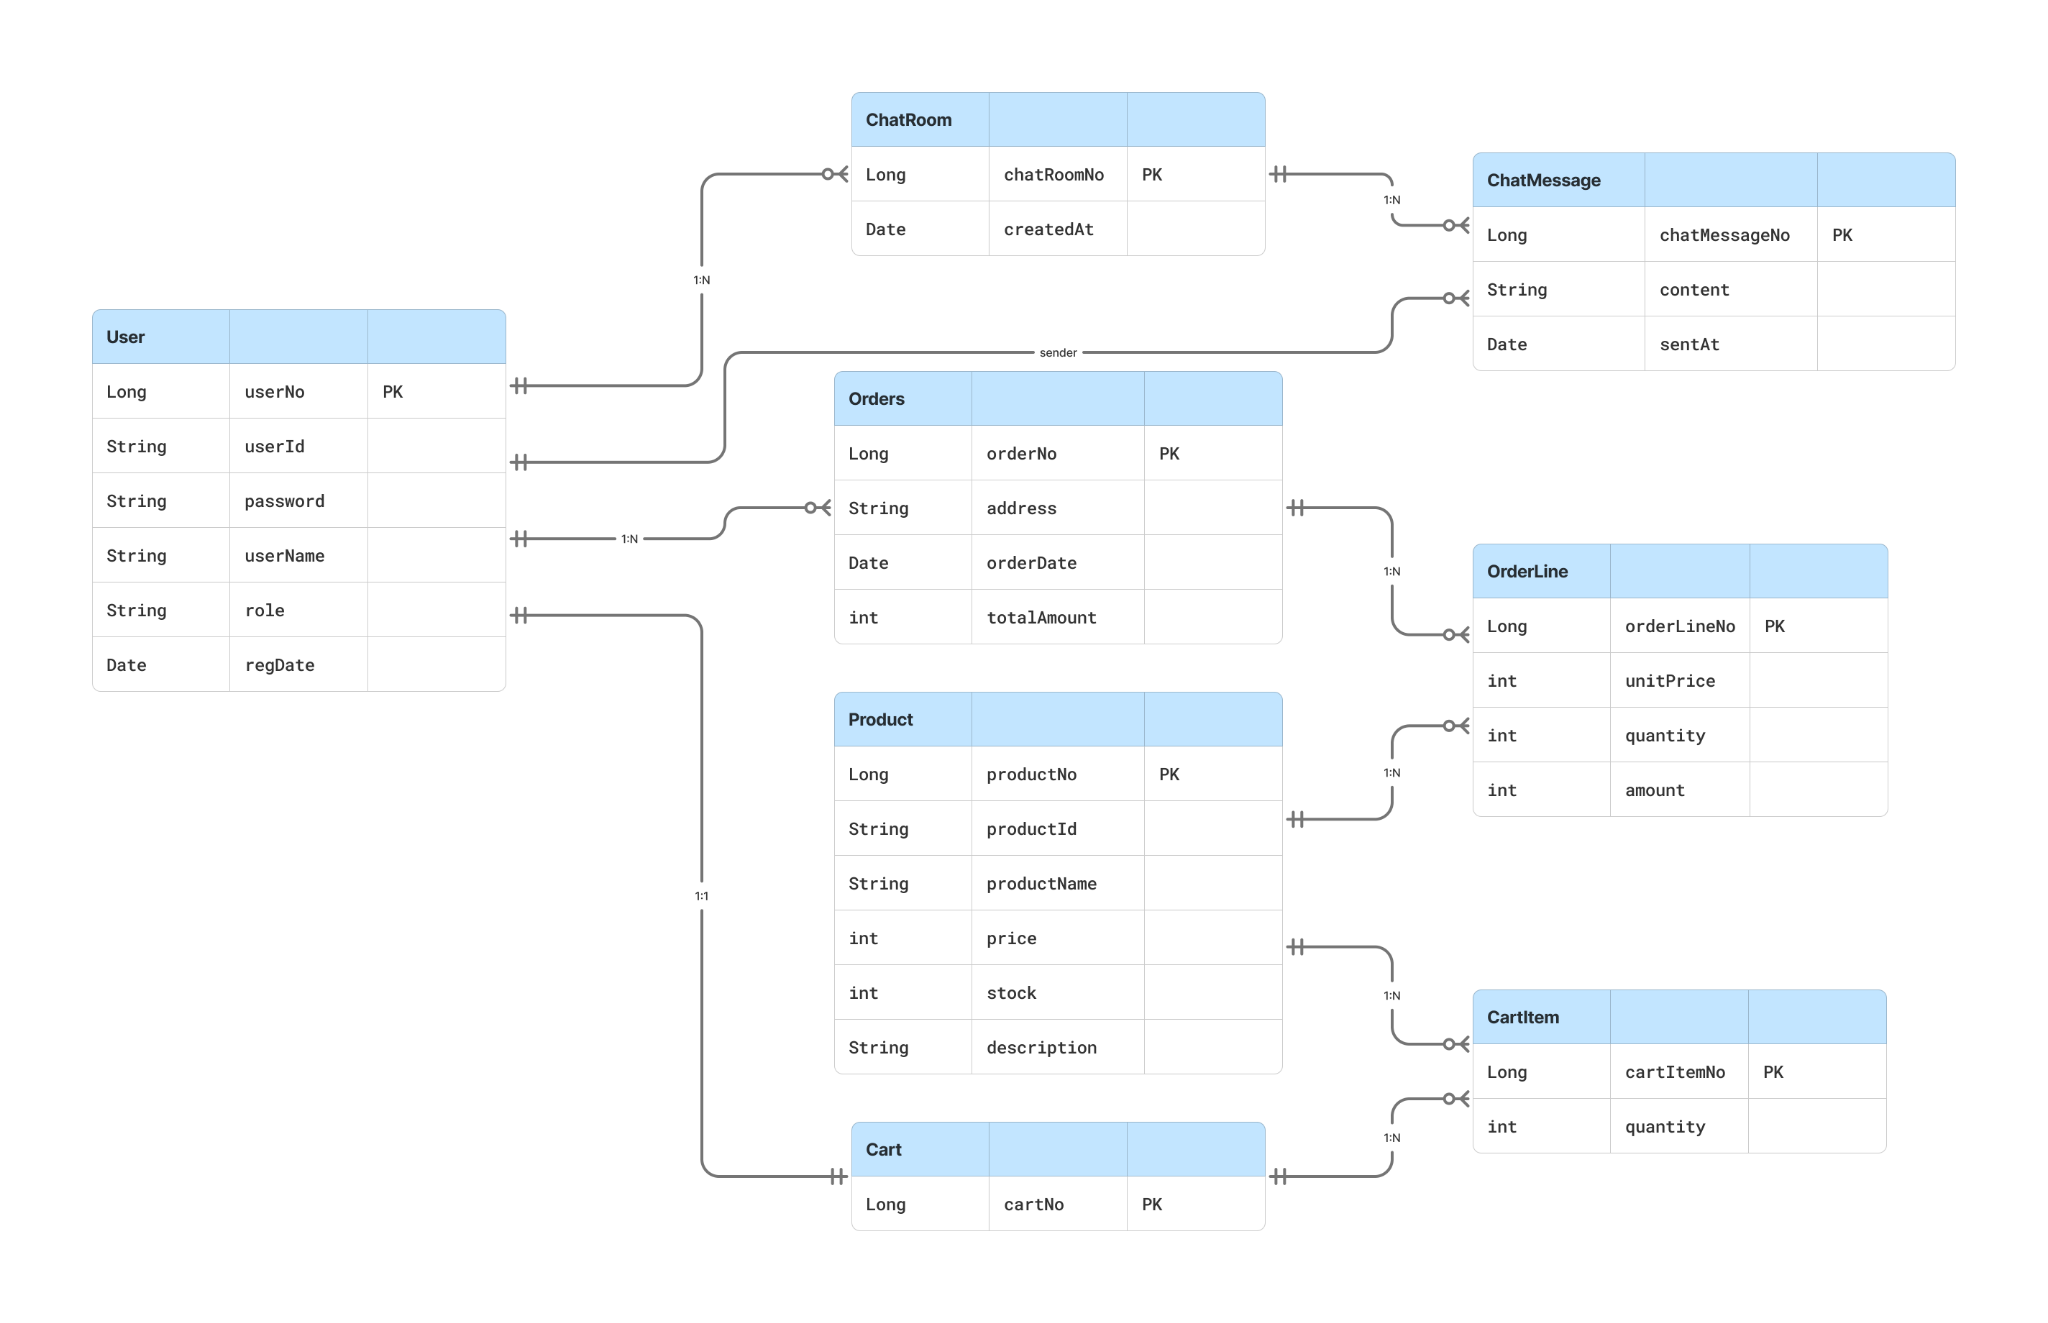 ChatRoom
Long chatRoomNo PK
Date createdAt
1:N
ChatMessage
Long chatMessageNo PK
String content
Date sentAt
1:N
User
Long userNo PK
String userId
String password
String userName
String role
Date regDate
sender
Orders
Long orderNo PK
String address
Date orderDate
int totalAmount
1:N
1:N
OrderLine
Long orderLineNo PK
int unitPrice
int quantity
int amount
Product
Long productNo PK
String productId
String productName
int price
int stock
String description
1:N
1:1
1:N
CartItem
Long cartItemNo PK
int quantity
1:N
Cart
Long cartNo PK